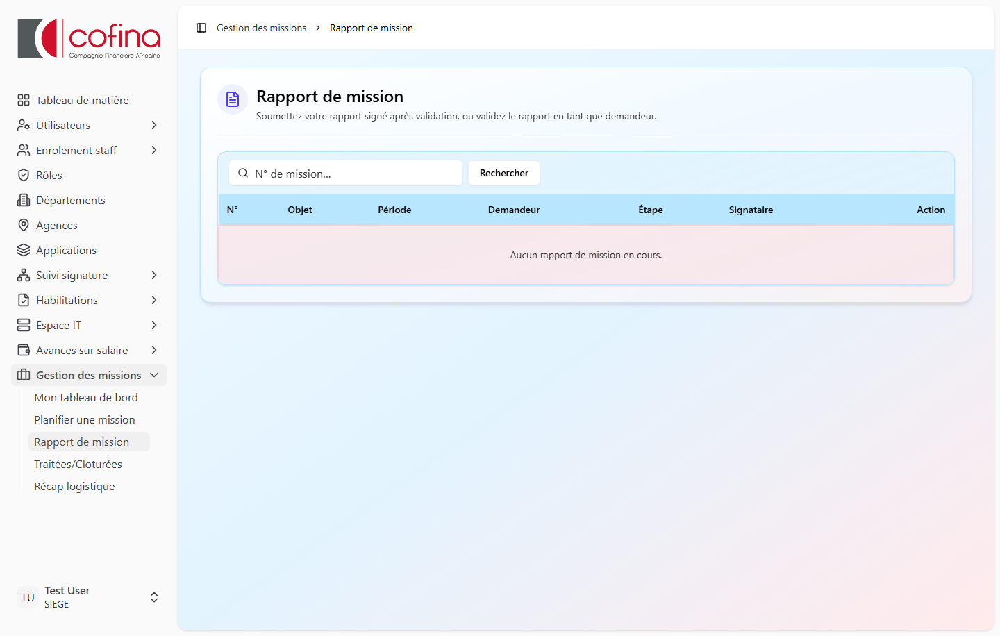 cofina
Compagnie Financière Africaine
Tableau de matière
Utilisateurs
Enrolement staff
Rôles
Départements
Agences
Applications
Suivi signature
Habilitations
Espace IT
Avances sur salaire
Gestion des missions
Mon tableau de bord
Planifier une mission
Rapport de mission
Traitées/Cloturées
Récap logistique
TU
Test User
SIEGE
Gestion des missions > Rapport de mission
Rapport de mission
Soumettez votre rapport signé après validation, ou validez le rapport en tant que demandeur.
N° de mission... Rechercher
N° Objet Période Demandeur Étape Signataire Action
Aucun rapport de mission en cours.